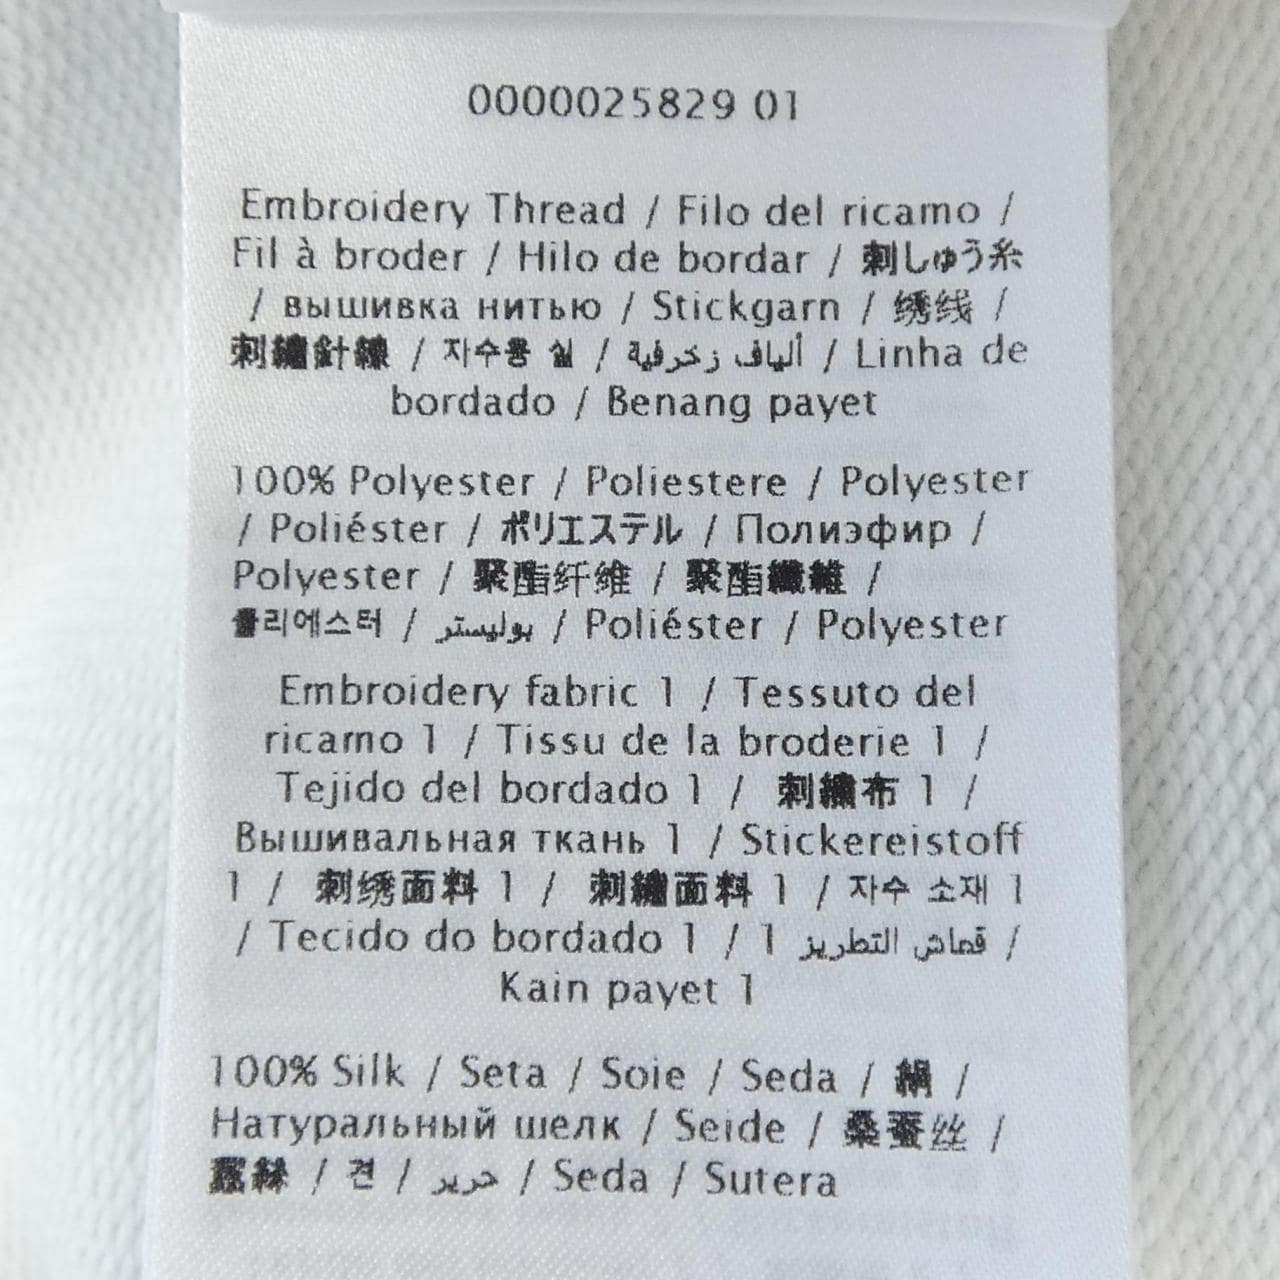 0000025829 01
Embroidery Thread / Filo del ricamo /
Fil à broder / Hilo de bordar / 刺しゅう糸
/ вышивка нитью / Stickgarn / 绣线 /
刺繡針線 / 자수용 실 / ألياف زخرفية / Linha de
bordado / Benang payet
100% Polyester / Poliestere / Polyester
/ Poliéster / ポリエステル / Полиэфир /
Polyester / 聚酯纤维 / 聚酯纖維 /
폴리에스터 / بوليستر / Poliéster / Polyester
Embroidery fabric 1 / Tessuto del
ricamo 1 / Tissu de la broderie 1 /
Tejido del bordado 1 / 刺繍布 1 /
Вышивальная ткань 1 / Stickereistoff
1 / 刺绣面料 1 / 刺繡面料 1 / 자수 소재 1
/ Tecido do bordado 1 / 1 قماش التطريز /
Kain payet 1
100% Silk / Seta / Soie / Seda / 絹 /
Натуральный шелк / Seide / 桑蚕丝 /
蠶絲 / 견 / حرير / Seda / Sutera